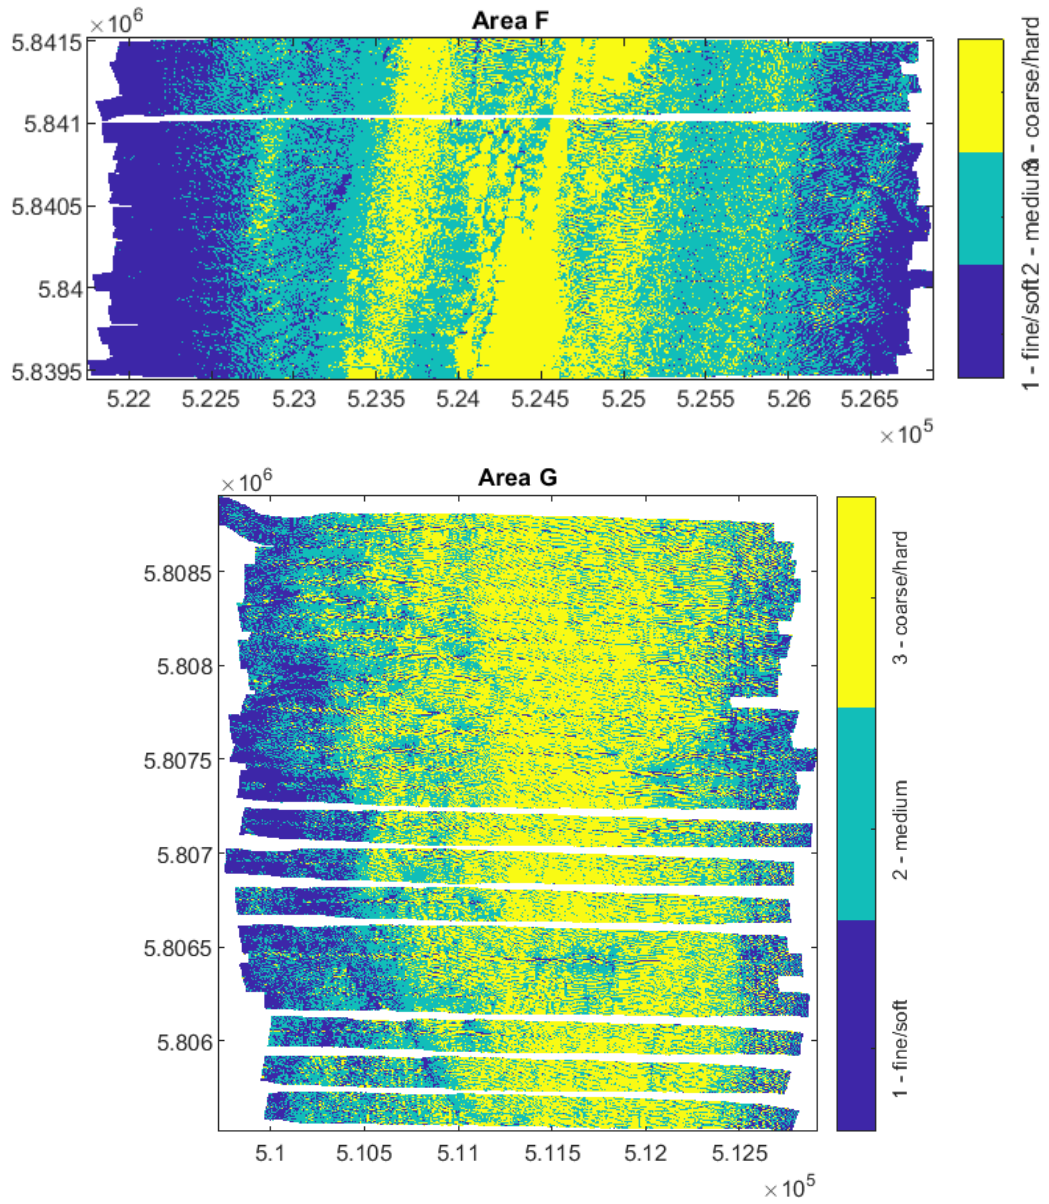 Area F
×10^6
5.8415
5.841
5.8405
5.84
5.8395
5.22 5.225 5.23 5.235 5.24 5.245 5.25 5.255 5.26 5.265
×10^5
1 - fine/soft 2 - medium 3 - coarse/hard
Area G
×10^6
5.8085
5.808
5.8075
5.807
5.8065
5.806
5.1 5.105 5.11 5.115 5.12 5.125
×10^5
3 - coarse/hard
2 - medium
1 - fine/soft